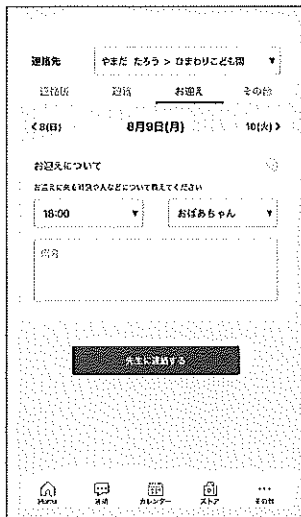 連絡先 やまだ たろう > ひまわりこども園 ▼
連絡帳 遅刻 お迎え その他
< 8(日) 8月9日(月) 10(火) >
お迎えについて
お迎えに来る時刻や人などについて教えてください
18:00 ▼ おばあちゃん ▼
備考
先生に連絡する
Home 連絡 カレンダー ストア その他